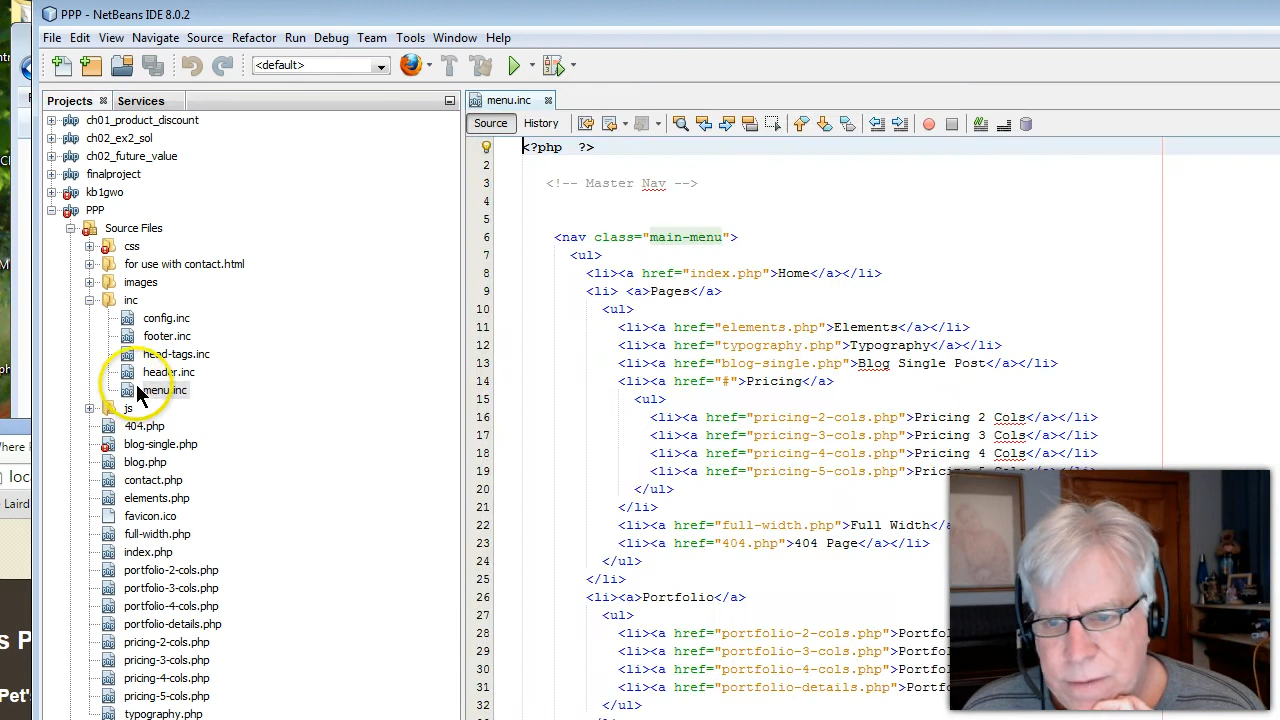 PPP - NetBeans IDE 8.0.2
File Edit View Navigate Source Refactor Run Debug Team Tools Window Help
<default>
Projects Services
ch01_product_discount
ch02_ex2_sol
ch02_future_value
finalproject
kb1gwo
PPP
Source Files
css
for use with contact.html
images
inc
config.inc
footer.inc
head-tags.inc
header.inc
menu.inc
js
404.php
blog-single.php
blog.php
contact.php
elements.php
favicon.ico
full-width.php
index.php
portfolio-2-cols.php
portfolio-3-cols.php
portfolio-4-cols.php
portfolio-details.php
pricing-2-cols.php
pricing-3-cols.php
pricing-4-cols.php
pricing-5-cols.php
typography.php
menu.inc
Source History
1 <?php ?>
2
3 <!-- Master Nav -->
4
5
6 <nav class="main-menu">
7 <ul>
8 <li><a href="index.php">Home</a></li>
9 <li> <a>Pages</a>
10 <ul>
11 <li><a href="elements.php">Elements</a></li>
12 <li><a href="typography.php">Typography</a></li>
13 <li><a href="blog-single.php">Blog Single Post</a></li>
14 <li><a href="#">Pricing</a>
15 <ul>
16 <li><a href="pricing-2-cols.php">Pricing 2 Cols</a></li>
17 <li><a href="pricing-3-cols.php">Pricing 3 Cols</a></li>
18 <li><a href="pricing-4-cols.php">Pricing 4 Cols</a></li>
19 <li><a href="pricing-5-cols.php">Pricing
20 </ul>
21 </li>
22 <li><a href="full-width.php">Full Width</a
23 <li><a href="404.php">404 Page</a></li>
24 </ul>
25 </li>
26 <li><a>Portfolio</a>
27 <ul>
28 <li><a href="portfolio-2-cols.php">Portfol
29 <li><a href="portfolio-3-cols.php">Portfol
30 <li><a href="portfolio-4-cols.php">Portfol
31 <li><a href="portfolio-details.php">Portf
32 </ul>
here P
loca
Laird
s P
Pet's